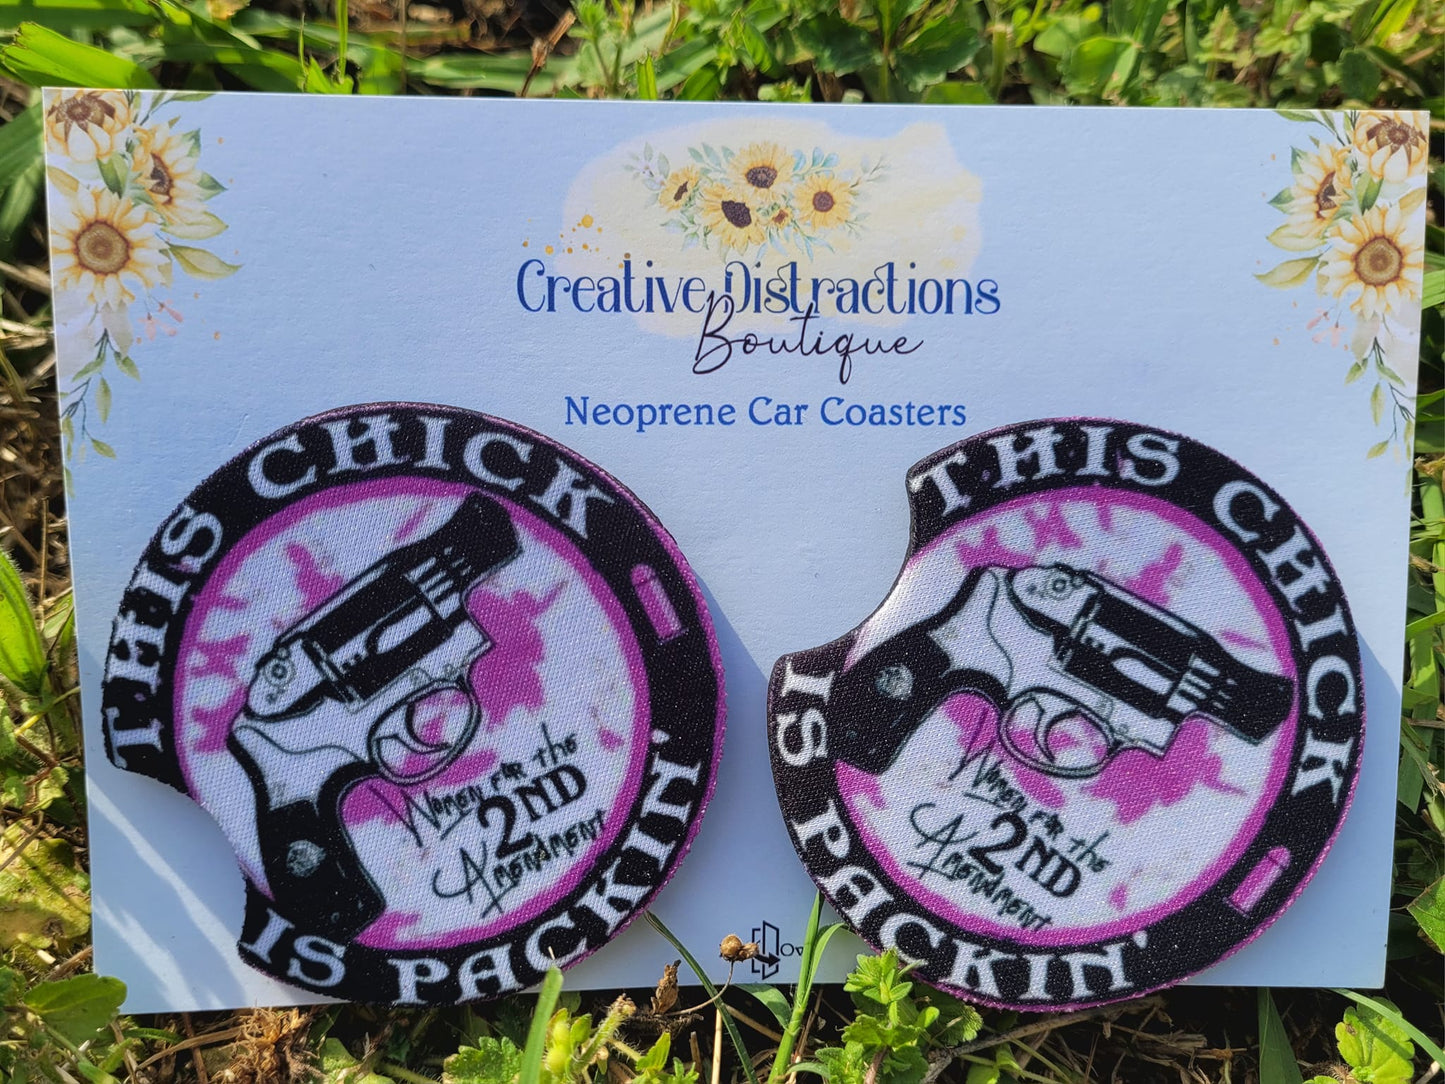 Creative Distractions
Boutique
Neoprene Car Coasters
THIS CHICK
IS PACKIN'
WOMEN FOR the
2ND
AMENDMENT
THIS CHICK
IS PACKIN'
WOMEN FOR the
2ND
AMENDMENT